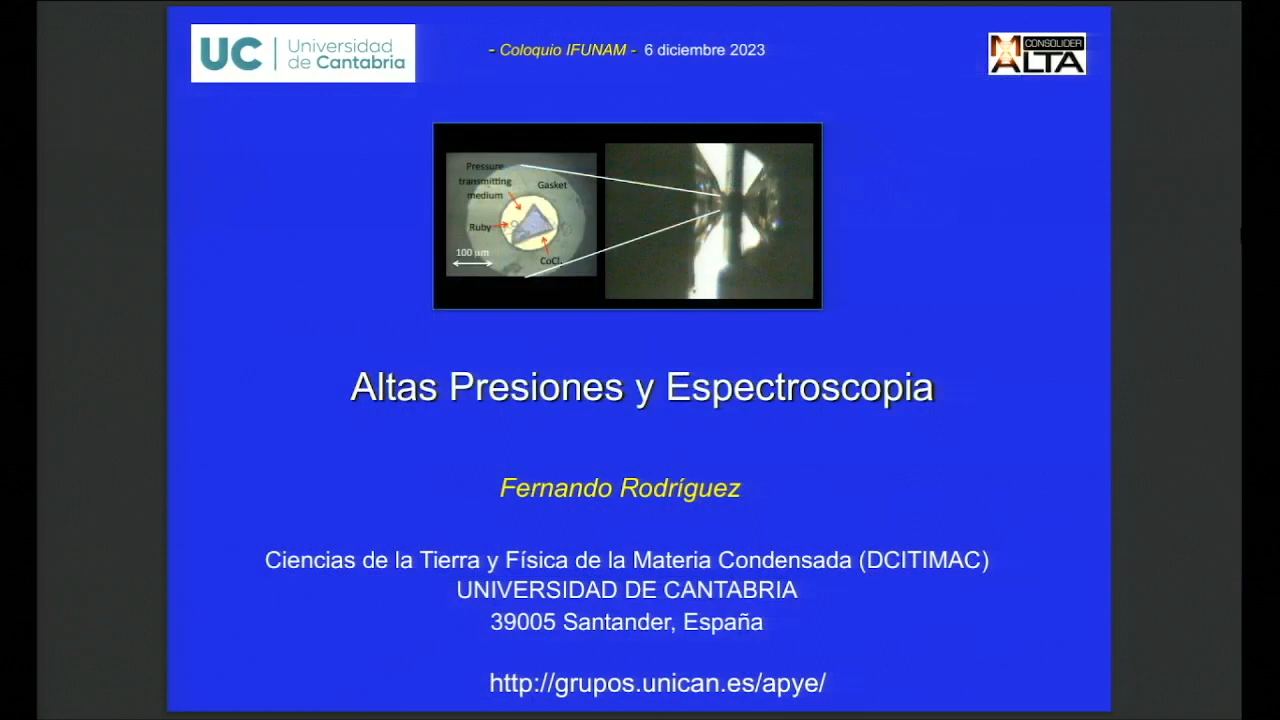 UC
Universidad
de Cantabria
- Coloquio IFUNAM - 6 diciembre 2023
CONSOLIDER
MALTA
Pressure
transmitting
medium
Gasket
Ruby
100 µm
CoCl₂
Altas Presiones y Espectroscopia
Fernando Rodríguez
Ciencias de la Tierra y Física de la Materia Condensada (DCITIMAC)
UNIVERSIDAD DE CANTABRIA
39005 Santander, España
http://grupos.unican.es/apye/